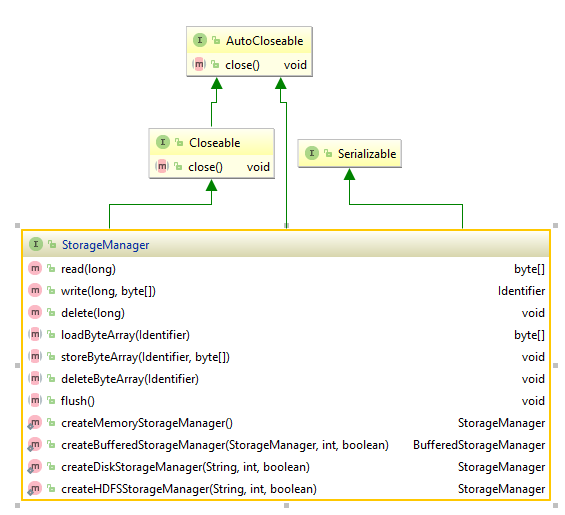 AutoCloseable
close() void
Closeable
close() void
Serializable
StorageManager
read(long) byte[]
write(long, byte[]) Identifier
delete(long) void
loadByteArray(Identifier) byte[]
storeByteArray(Identifier, byte[]) void
deleteByteArray(Identifier) void
flush() void
createMemoryStorageManager() StorageManager
createBufferedStorageManager(StorageManager, int, boolean) BufferedStorageManager
createDiskStorageManager(String, int, boolean) StorageManager
createHDFSStorageManager(String, int, boolean) StorageManager